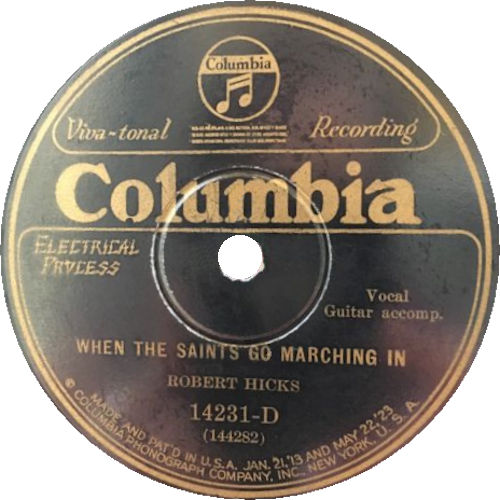 Columbia
Viva-tonal Recording
Columbia
ELECTRICAL
PROCESS
Vocal
Guitar accomp.
WHEN THE SAINTS GO MARCHING IN
ROBERT HICKS
14231-D
(144282)
MADE AND PAT'D IN U.S.A. JAN. 21,'13 AND MAY 22,'23
© COLUMBIA PHONOGRAPH COMPANY, INC. NEW YORK, U. S. A.